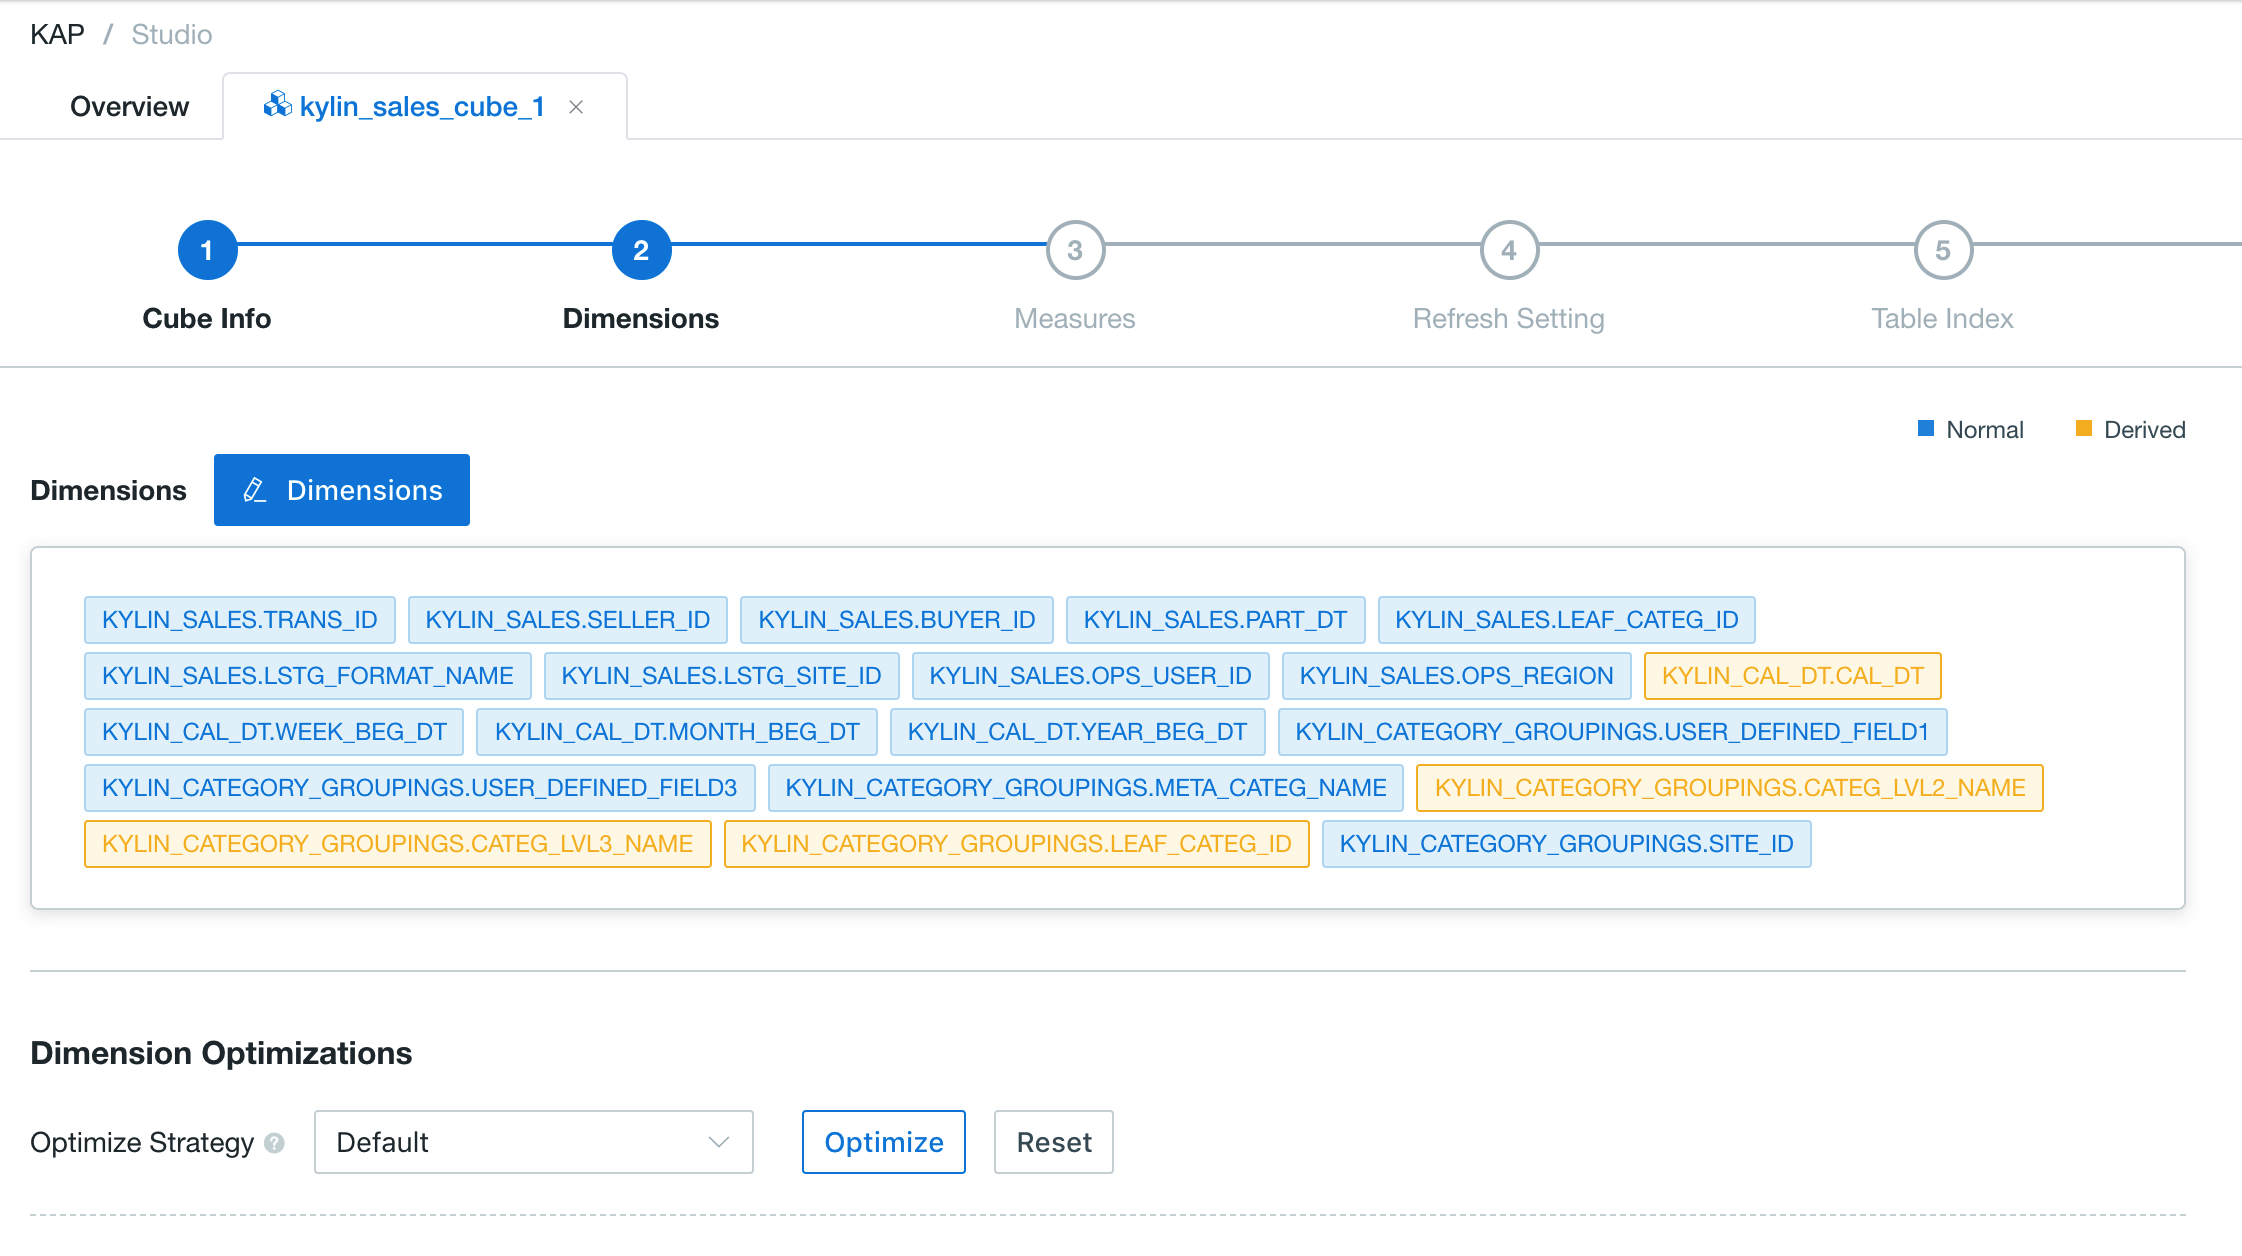 KAP / Studio
Overview kylin_sales_cube_1 ×
1 2 3 4 5
Cube Info Dimensions Measures Refresh Setting Table Index
Normal Derived
Dimensions Dimensions
KYLIN_SALES.TRANS_ID KYLIN_SALES.SELLER_ID KYLIN_SALES.BUYER_ID KYLIN_SALES.PART_DT KYLIN_SALES.LEAF_CATEG_ID
KYLIN_SALES.LSTG_FORMAT_NAME KYLIN_SALES.LSTG_SITE_ID KYLIN_SALES.OPS_USER_ID KYLIN_SALES.OPS_REGION KYLIN_CAL_DT.CAL_DT
KYLIN_CAL_DT.WEEK_BEG_DT KYLIN_CAL_DT.MONTH_BEG_DT KYLIN_CAL_DT.YEAR_BEG_DT KYLIN_CATEGORY_GROUPINGS.USER_DEFINED_FIELD1
KYLIN_CATEGORY_GROUPINGS.USER_DEFINED_FIELD3 KYLIN_CATEGORY_GROUPINGS.META_CATEG_NAME KYLIN_CATEGORY_GROUPINGS.CATEG_LVL2_NAME
KYLIN_CATEGORY_GROUPINGS.CATEG_LVL3_NAME KYLIN_CATEGORY_GROUPINGS.LEAF_CATEG_ID KYLIN_CATEGORY_GROUPINGS.SITE_ID
Dimension Optimizations
Optimize Strategy ? Default Optimize Reset